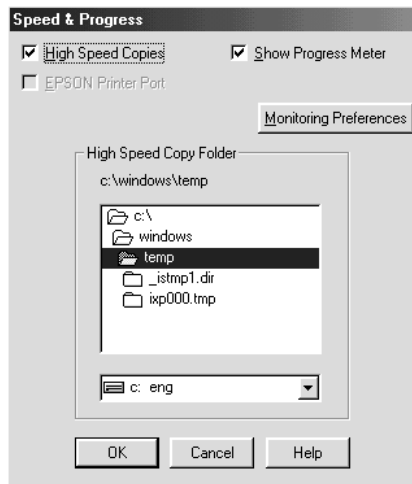 Speed & Progress
High Speed Copies Show Progress Meter
EPSON Printer Port
Monitoring Preferences
High Speed Copy Folder
c:\windows\temp
c:\
windows
temp
_istmp1.dir
ixp000.tmp
c: eng
OK Cancel Help